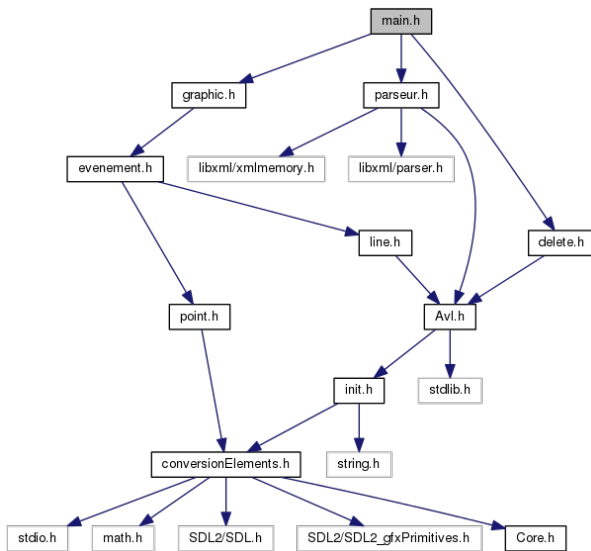 main.h
graphic.h
parseur.h
evenement.h
libxml/xmlmemory.h
libxml/parser.h
line.h
delete.h
point.h
Avl.h
init.h
stdlib.h
conversionElements.h
string.h
stdio.h
math.h
SDL2/SDL.h
SDL2/SDL2_gfxPrimitives.h
Core.h